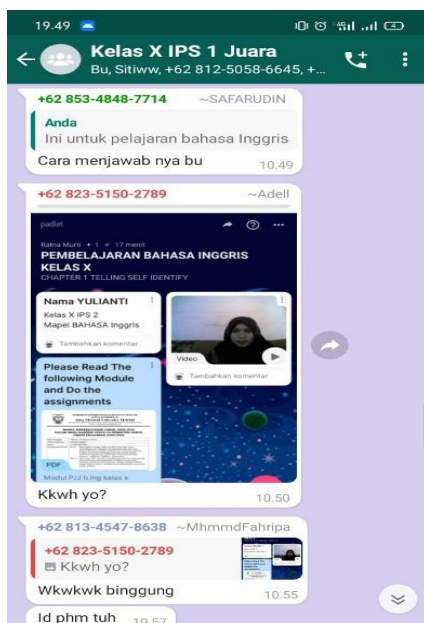 19.49
Kelas X IPS 1 Juara
Bu, Sitiww, +62 812-5058-6645, +...
+62 853-4848-7714 ~SAFARUDIN
Anda
Ini untuk pelajaran bahasa Inggris
Cara menjawab nya bu 10.49
+62 823-5150-2789 ~Adell
padlet
Ratna Murti + 1 • 17 menit
PEMBELAJARAN BAHASA INGGRIS
KELAS X
CHAPTER 1 TELLING SELF IDENTIFY
Nama YULIANTI
Kelas X IPS 2
Mapel BAHASA Inggris
Tambahkan komentar
Video
Tambahkan komentar
Please Read The
following Module
and Do the
assignments
PDF
Modul PJJ b.ing kelas x
Kkwh yo? 10.50
+62 813-4547-8638 ~MhmmdFahripa
+62 823-5150-2789
Kkwh yo?
Wkwkwk binggung 10.55
Id phm tuh 10.57